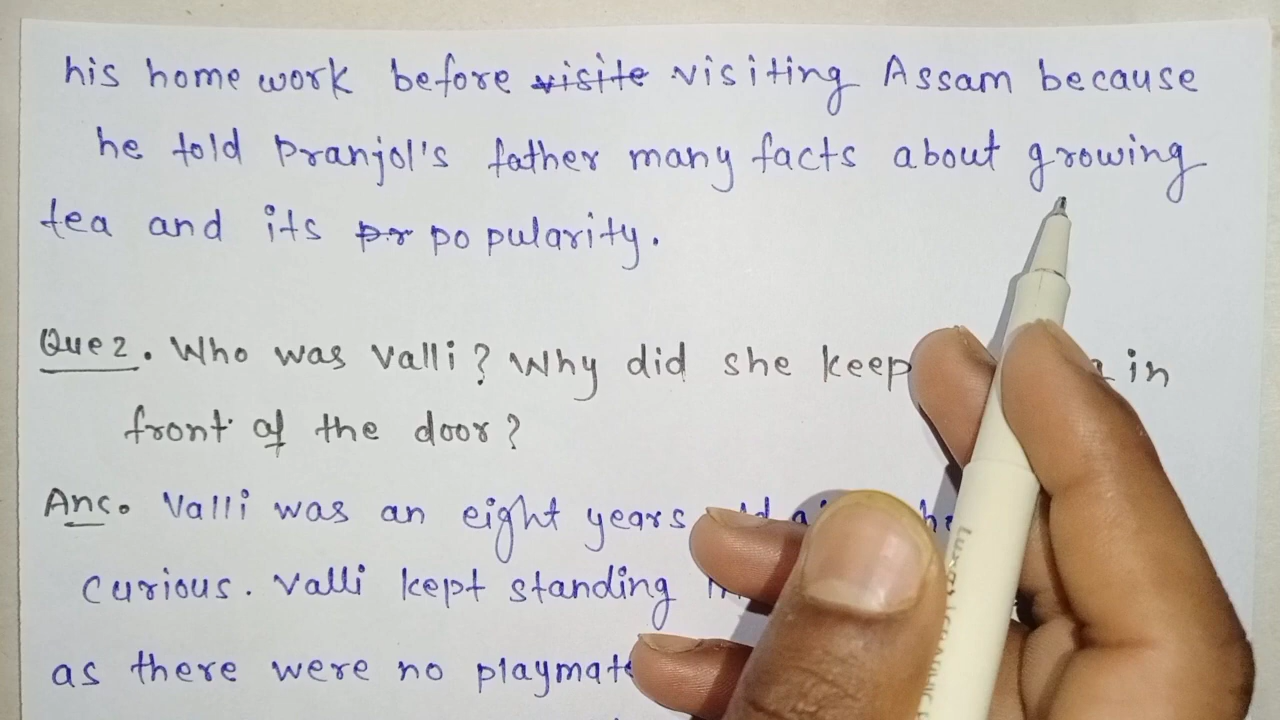 his home work before visite visiting Assam because
he told Pranjol's father many facts about growing
tea and its pr popularity.
Que 2. Who was Valli? Why did she keep in
front of the door?
Ans. Valli was an eight years
curious. Valli kept standing
as there were no